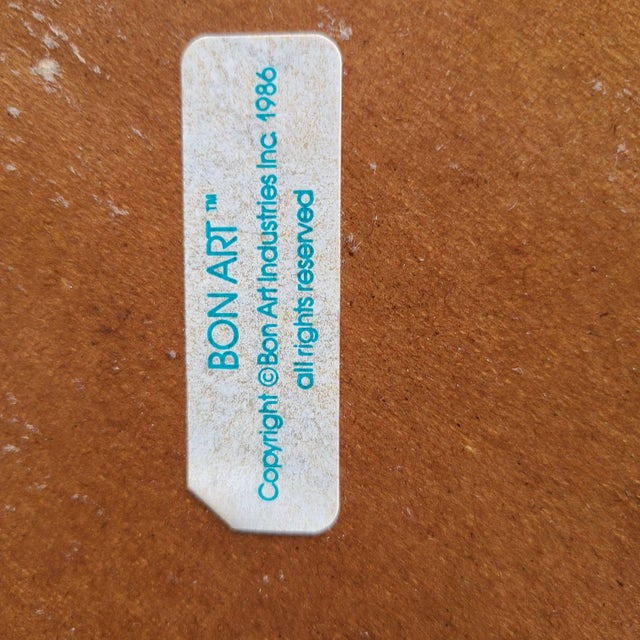 BON ART™
Copyright ©Bon Art Industries Inc. 1986
all rights reserved